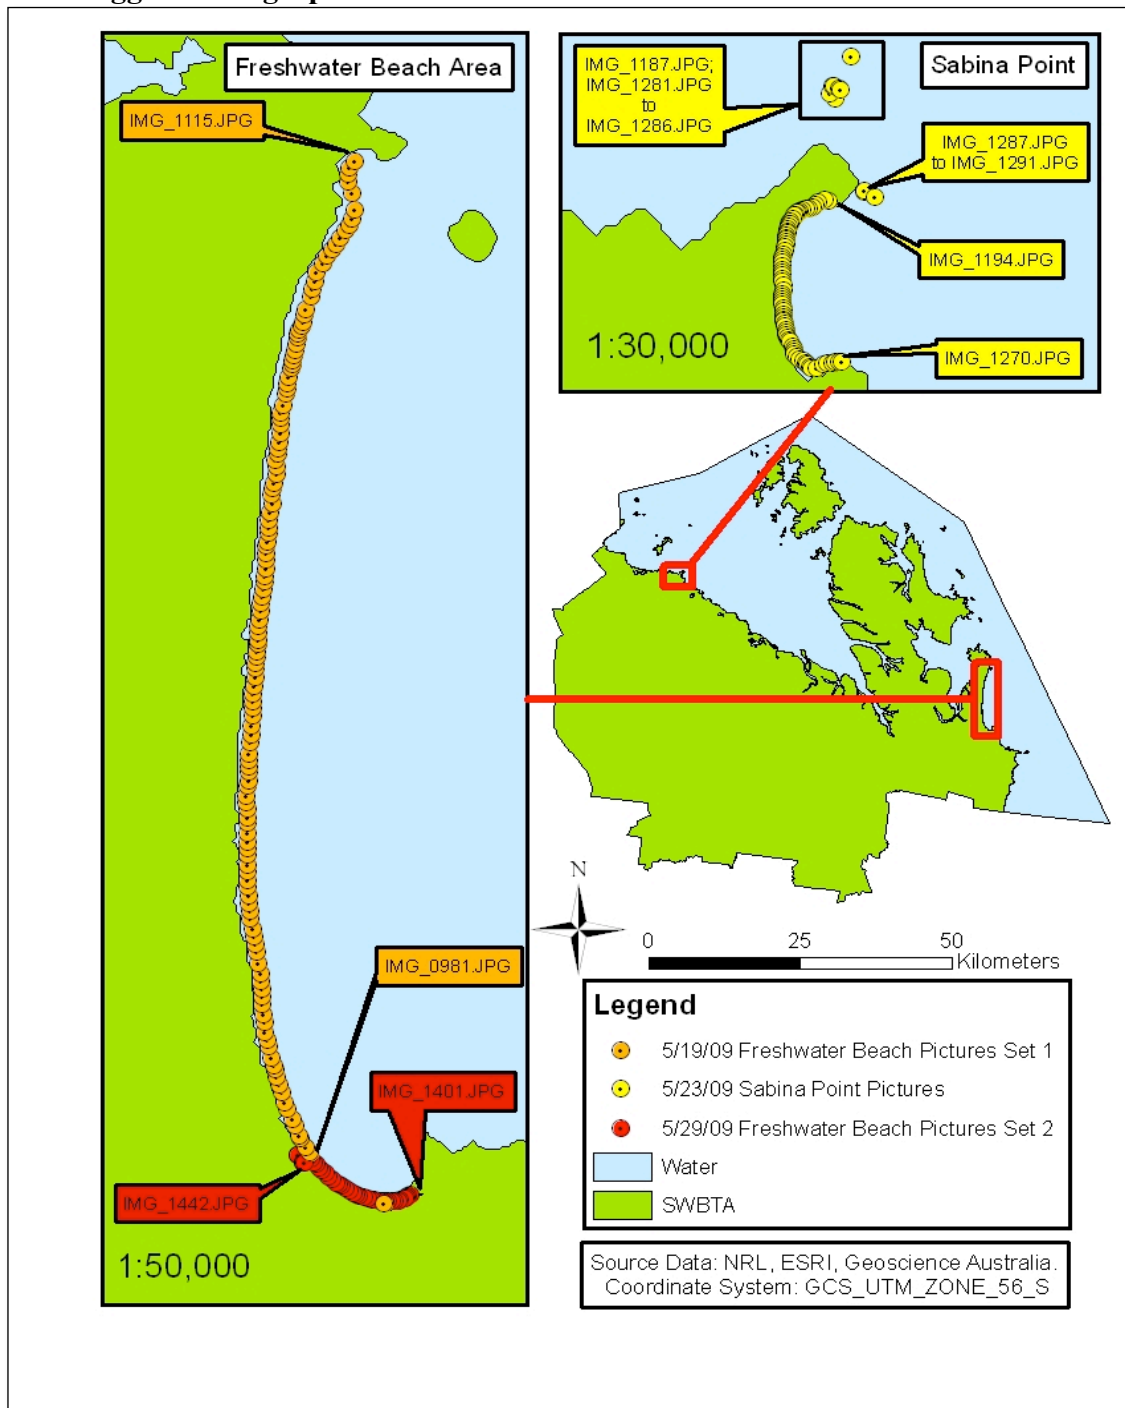 Freshwater Beach Area
IMG_1115.JPG
IMG_0981.JPG
IMG_1401.JPG
IMG_1442.JPG
1:50,000
Sabina Point
IMG_1187.JPG;
IMG_1281.JPG
to
IMG_1286.JPG
IMG_1287.JPG
to IMG_1291.JPG
IMG_1194.JPG
IMG_1270.JPG
1:30,000
N
0 25 50
Kilometers
Legend
5/19/09 Freshwater Beach Pictures Set 1
5/23/09 Sabina Point Pictures
5/29/09 Freshwater Beach Pictures Set 2
Water
SWBTA
Source Data: NRL, ESRI, Geoscience Australia.
Coordinate System: GCS_UTM_ZONE_56_S